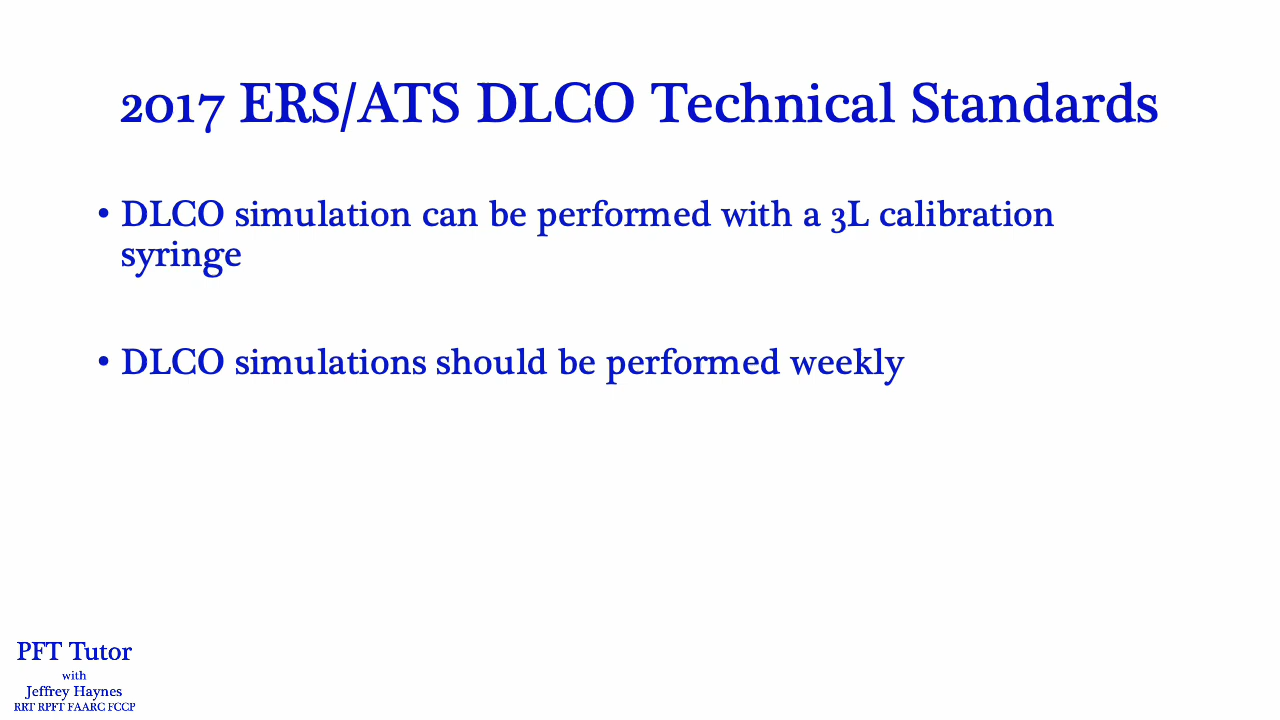 2017 ERS/ATS DLCO Technical Standards
• DLCO simulation can be performed with a 3L calibration
syringe
• DLCO simulations should be performed weekly
PFT Tutor
with
Jeffrey Haynes
RRT RPFT FAARC FCCP